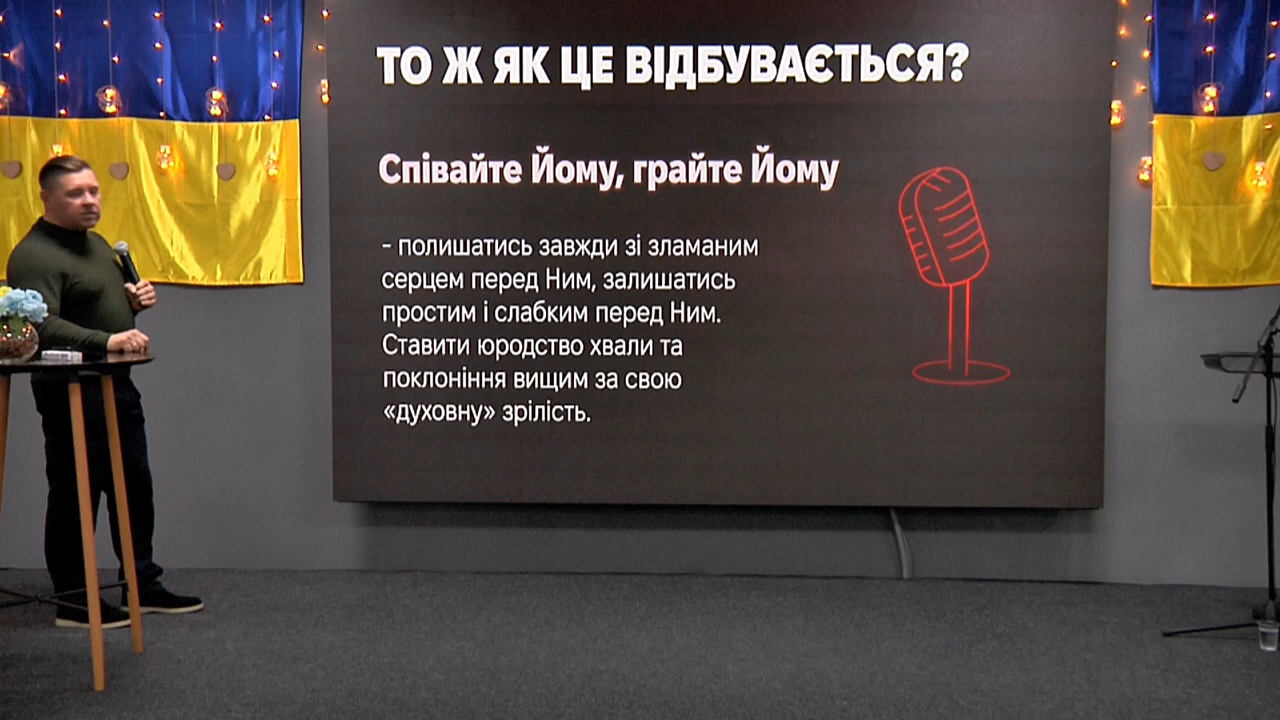 ТО Ж ЯК ЦЕ ВІДБУВАЄТЬСЯ?
Співайте Йому, грайте Йому
- полишатись завжди зі зламаним
серцем перед Ним, залишатись
простим і слабким перед Ним.
Ставити юродство хвали та
поклоніння вищим за свою
«духовну» зрілість.